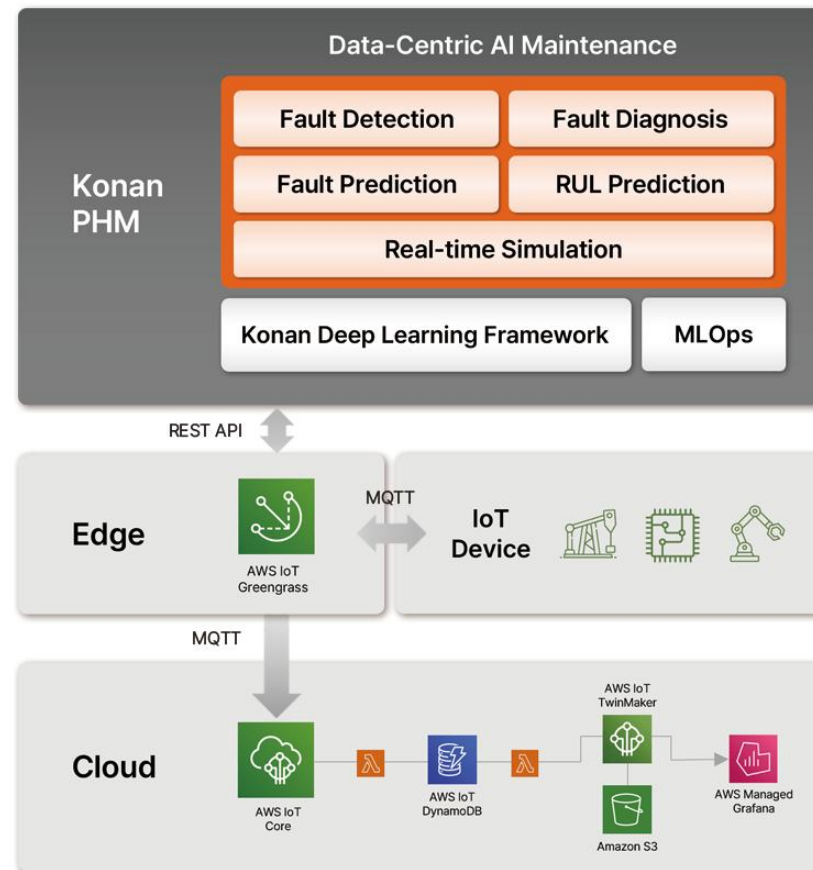 Data-Centric AI Maintenance
Konan
PHM
Fault Detection
Fault Diagnosis
Fault Prediction
RUL Prediction
Real-time Simulation
Konan Deep Learning Framework
MLOps
REST API
Edge
AWS IoT
Greengrass
MQTT
IoT
Device
MQTT
Cloud
AWS IoT
Core
λ
AWS IoT
DynamoDB
λ
AWS IoT
TwinMaker
Amazon S3
AWS Managed
Grafana